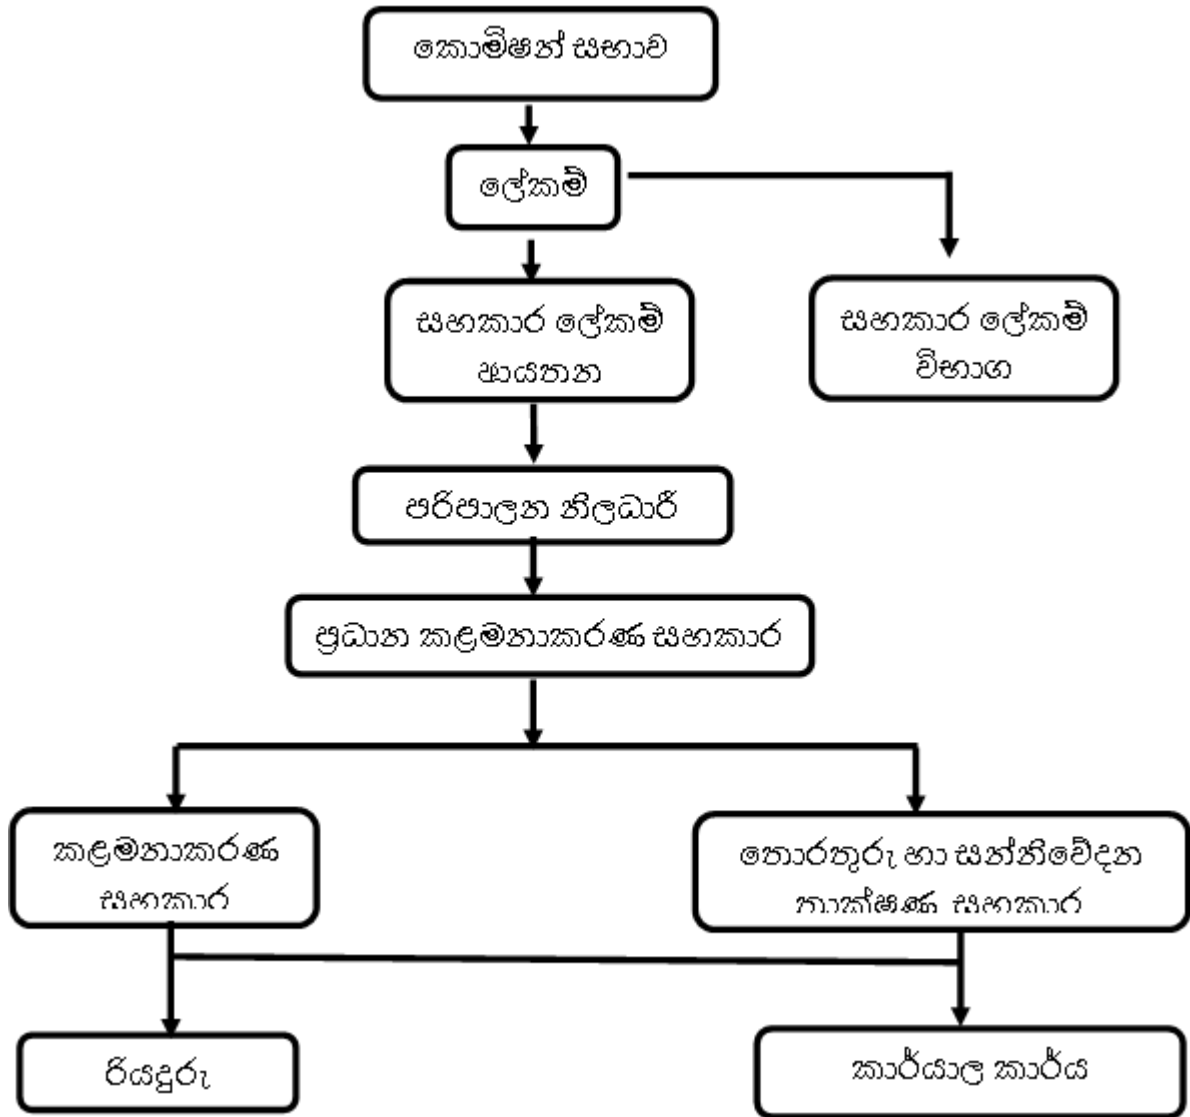 කොමිෂන් සභාව
ලේකම්
සහකාර ලේකම්
ආයතන
සහකාර ලේකම්
විභාග
පරිපාලන නිලධාරී
ප්‍රධාන කළමනාකරණ සහකාර
කළමනාකරණ
සහකාර
තොරතුරු හා සන්නිවේදන
තාක්ෂණ සහකාර
රියදුරු
කාර්යාල කාර්ය